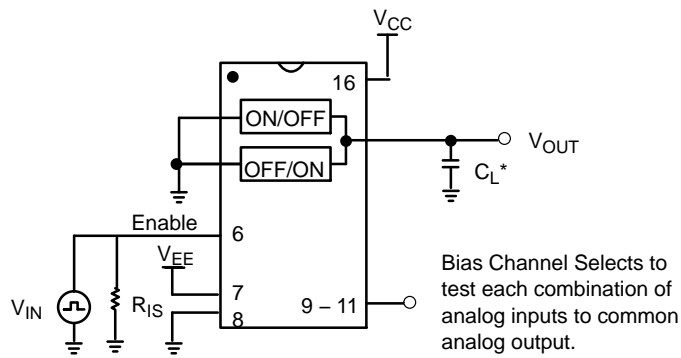 VCC
16
ON/OFF
OFF/ON
VOUT
CL*
Enable
6
VEE
7
VIN
RIS
8
9 – 11
Bias Channel Selects to
test each combination of
analog inputs to common
analog output.